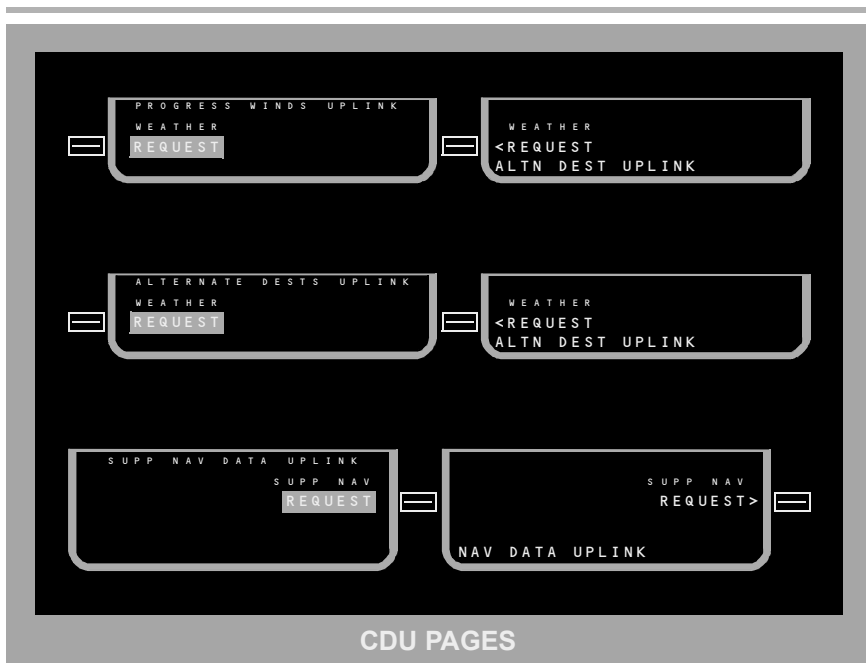 PROGRESS WINDS UPLINK
WEATHER
REQUEST
WEATHER
<REQUEST
ALTN DEST UPLINK
ALTERNATE DESTS UPLINK
WEATHER
REQUEST
WEATHER
<REQUEST
ALTN DEST UPLINK
SUPP NAV DATA UPLINK
SUPP NAV
REQUEST
SUPP NAV
REQUEST>
NAV DATA UPLINK
CDU PAGES